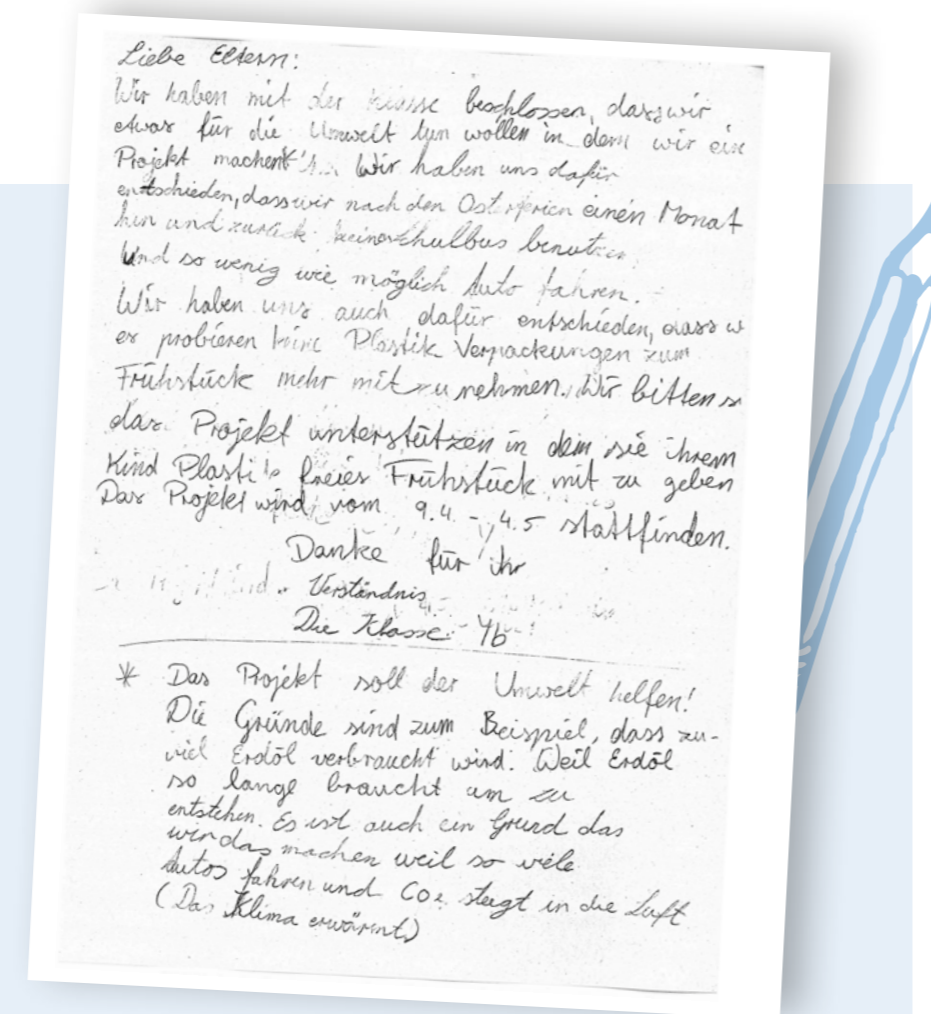 Liebe Eltern:
Wir haben mit der Klasse beschlossen, dass wir
etwas für die Umwelt tun wollen in dem wir ein
Projekt machen. Wir haben uns dafür
entschieden, dass wir nach den Osterferien einen Monat
hin und zurück keinen Schulbus benutzen.
Und so wenig wie möglich Auto fahren.
Wir haben uns auch dafür entschieden, dass w
er probieren keine Plastik Verpackungen zum
Frühstück mehr mit zu nehmen. Wir bitten s
das Projekt unterstützen in dem sie ihrem
Kind Plastik freies Frühstück mit zu geben
Das Projekt wird vom 9.4. - 4.5 stattfinden.
Danke für ihr
Verständnis
Die Klasse 4b
* Das Projekt soll der Umwelt helfen!
Die Gründe sind zum Beispiel, dass zu-
viel Erdöl verbraucht wird. Weil Erdöl
so lange braucht um zu
entstehen. Es ist auch ein Grund das
wir das machen weil so viele
Autos fahren und CO2 steigt in die Luft
(Das Klima erwärmt)